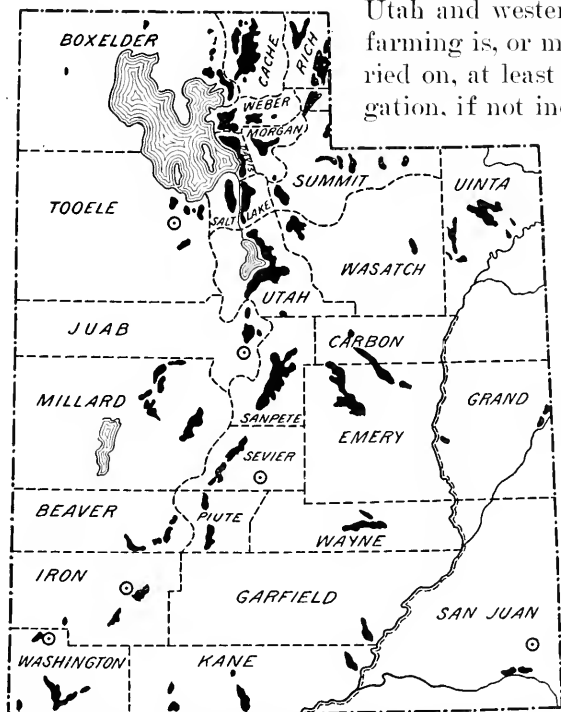 Utah and wester
farming is, or m
ried on, at least
gation, if not inc
BOXELDER
CACHE
RICH
WEBER
MORGAN
SUMMIT
UINTA
TOOELE
SALT LAKE
WASATCH
UTAH
JUAB
CARBON
MILLARD
SANPETE
EMERY
GRAND
SEVIER
BEAVER
PIUTE
WAYNE
IRON
GARFIELD
SAN JUAN
WASHINGTON
KANE